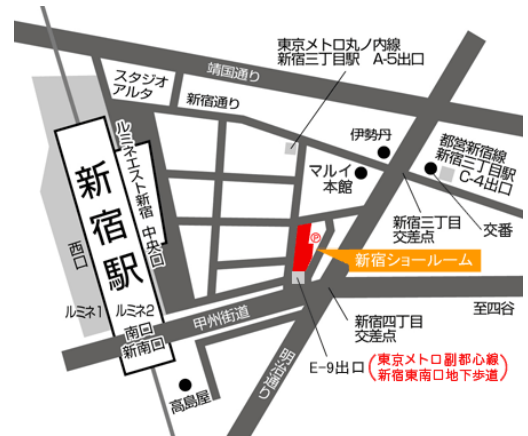 東京メトロ丸ノ内線
新宿三丁目駅 A-5出口
靖国通り
スタジオ
アルタ
新宿通り
伊勢丹
都営新宿線
新宿三丁目駅
C-4出口
ルミネエスト新宿
中央口
マルイ
本館
新宿駅
新宿三丁目
交差点
交番
西口
Ⓟ
新宿ショールーム
ルミネ1
ルミネ2
南口
新南口
甲州街道
新宿四丁目
交差点
至四谷
明治通り
E-9出口
(東京メトロ副都心線
新宿東南口地下歩道)
高島屋